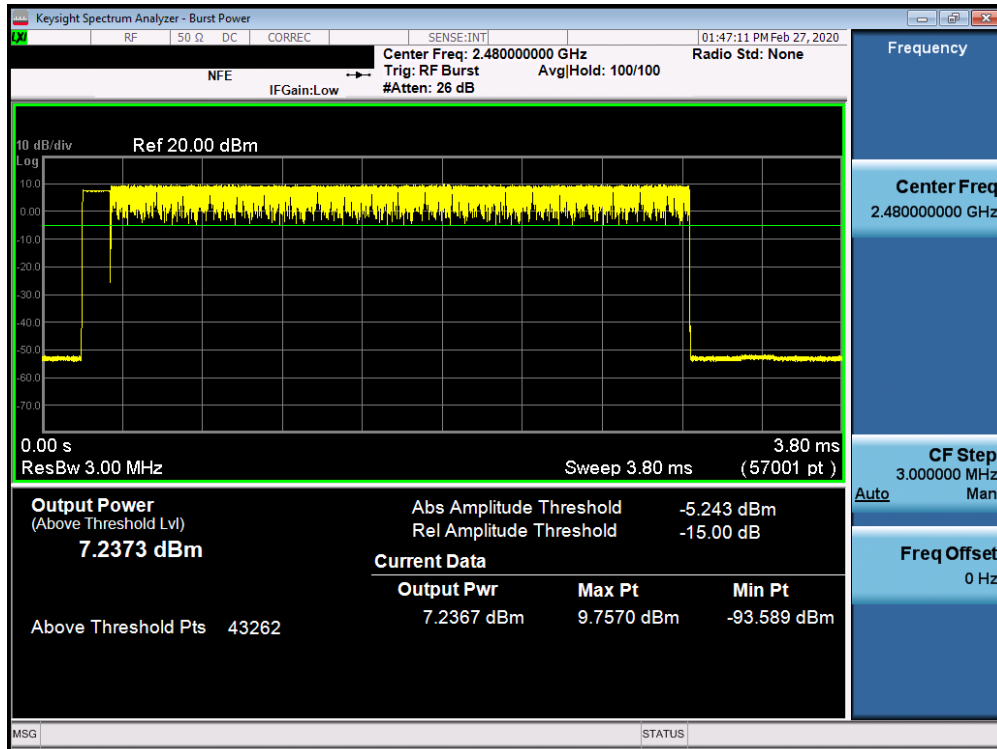 Keysight Spectrum Analyzer - Burst Power
LXI RF 50 Ω DC CORREC SENSE:INT 01:47:11 PM Feb 27, 2020
Center Freq: 2.480000000 GHz Radio Std: None
NFE Trig: RF Burst Avg|Hold: 100/100
IFGain:Low #Atten: 26 dB
Frequency
10 dB/div Ref 20.00 dBm
Log
10.0
0.00
-10.0
-20.0
-30.0
-40.0
-50.0
-60.0
-70.0
0.00 s 3.80 ms
ResBw 3.00 MHz Sweep 3.80 ms (57001 pt )
Center Freq
2.480000000 GHz
CF Step
3.000000 MHz
Auto Man
Freq Offset
0 Hz
Output Power
(Above Threshold Lvl)
7.2373 dBm
Above Threshold Pts 43262
Abs Amplitude Threshold -5.243 dBm
Rel Amplitude Threshold -15.00 dB
Current Data
Output Pwr Max Pt Min Pt
7.2367 dBm 9.7570 dBm -93.589 dBm
MSG STATUS